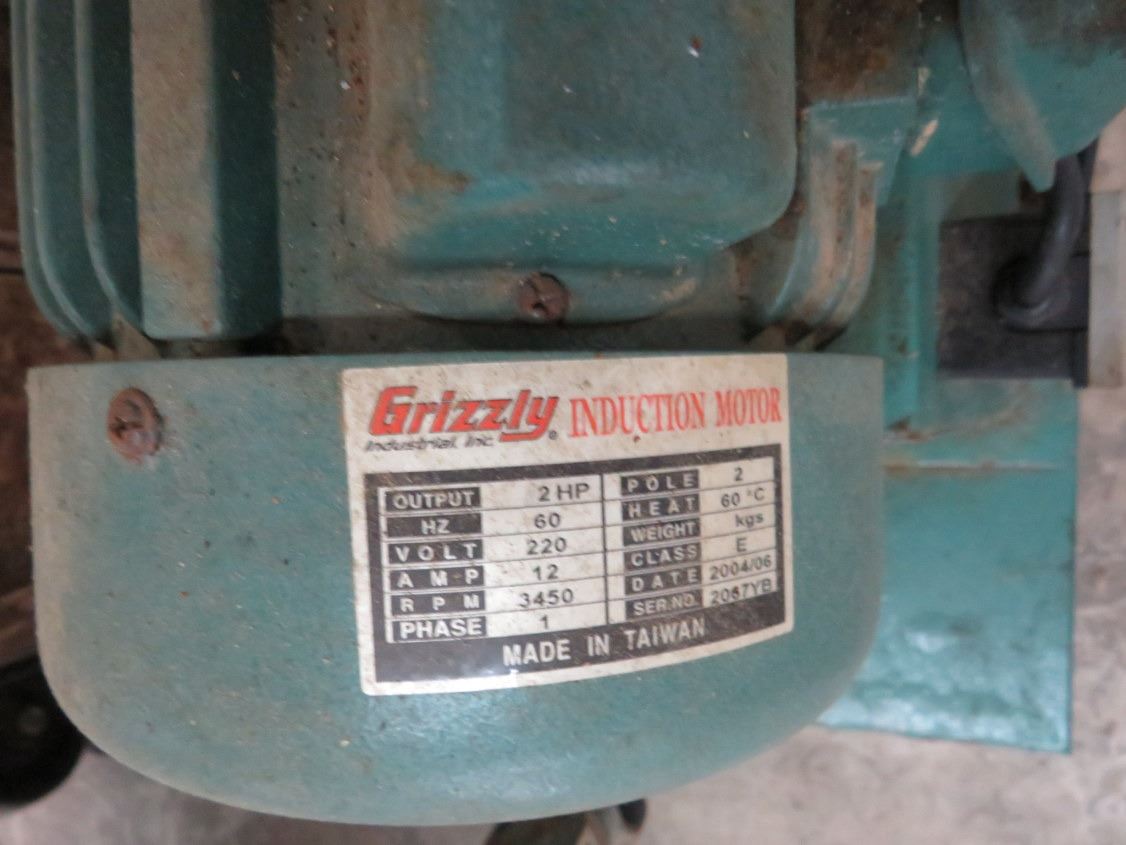 Grizzly® INDUCTION MOTOR
Industrial, Inc.
OUTPUT 2 HP
HZ 60
VOLT 220
AMP 12
RPM 3450
PHASE 1
POLE 2
HEAT 60 °C
WEIGHT kgs
CLASS E
DATE 2004/06
SER.NO. 2067YB
MADE IN TAIWAN